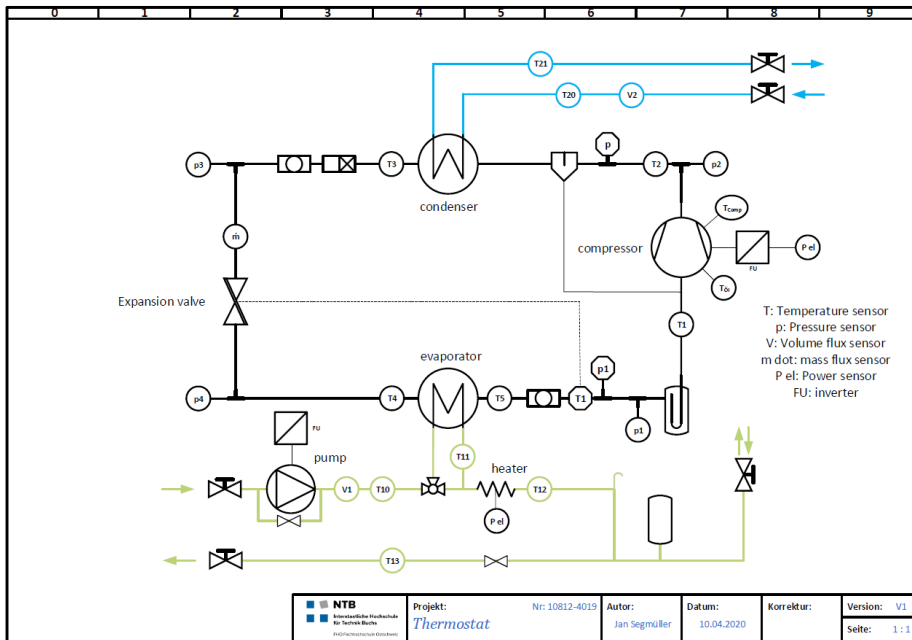 0 1 2 3 4 5 6 7 8 9
T21
T20 V2
p
p3 T3 T2 p2
condenser
TComp
ṁ
compressor
P el
FU
TÖl
Expansion valve
T1
T: Temperature sensor
p: Pressure sensor
V: Volume flux sensor
m dot: mass flux sensor
P el: Power sensor
FU: inverter
evaporator
p1
p4 T4 T5 T1
p1
FU
pump
T11
heater
V1 T10 T12
P el
T13
NTB
Interstaatliche Hochschule
für Technik Buchs
FHO Fachhochschule Ostschweiz
Projekt: Nr: 10812-4019
Thermostat
Autor:
Jan Segmüller
Datum:
10.04.2020
Korrektur:
Version: V1
Seite: 1 : 1